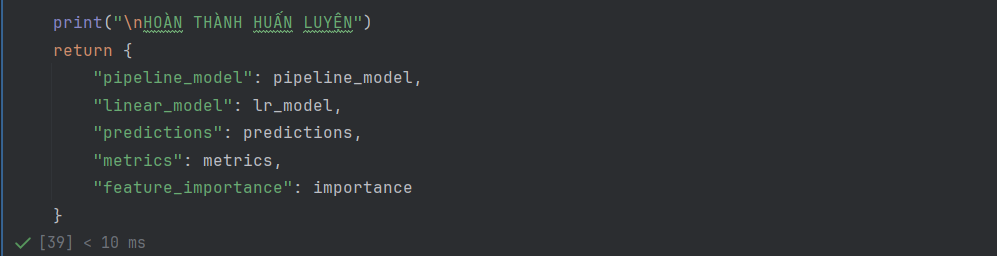 print("\nHOÀN THÀNH HUẤN LUYỆN")
return {
"pipeline_model": pipeline_model,
"linear_model": lr_model,
"predictions": predictions,
"metrics": metrics,
"feature_importance": importance
}
[39] < 10 ms